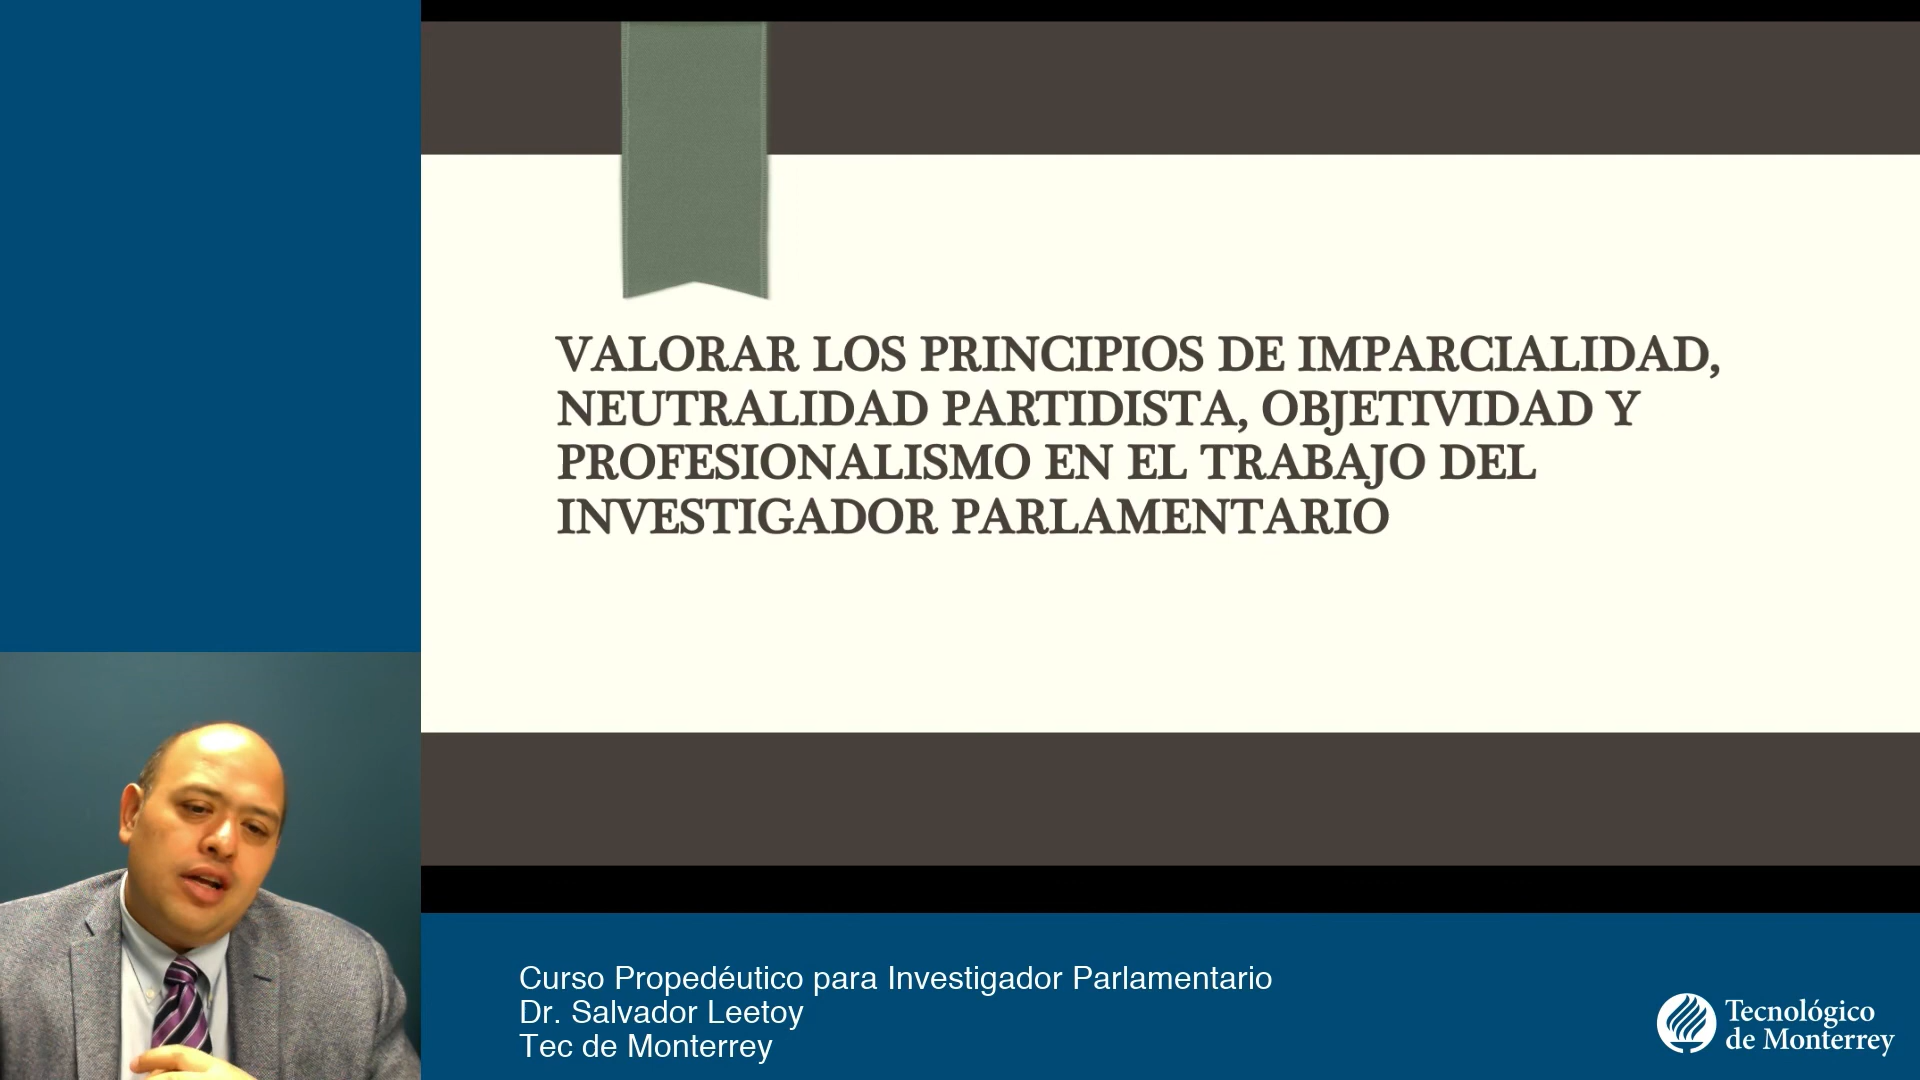 VALORAR LOS PRINCIPIOS DE IMPARCIALIDAD,
NEUTRALIDAD PARTIDISTA, OBJETIVIDAD Y
PROFESIONALISMO EN EL TRABAJO DEL
INVESTIGADOR PARLAMENTARIO
Curso Propedéutico para Investigador Parlamentario
Dr. Salvador Leetoy
Tec de Monterrey
Tecnológico
de Monterrey